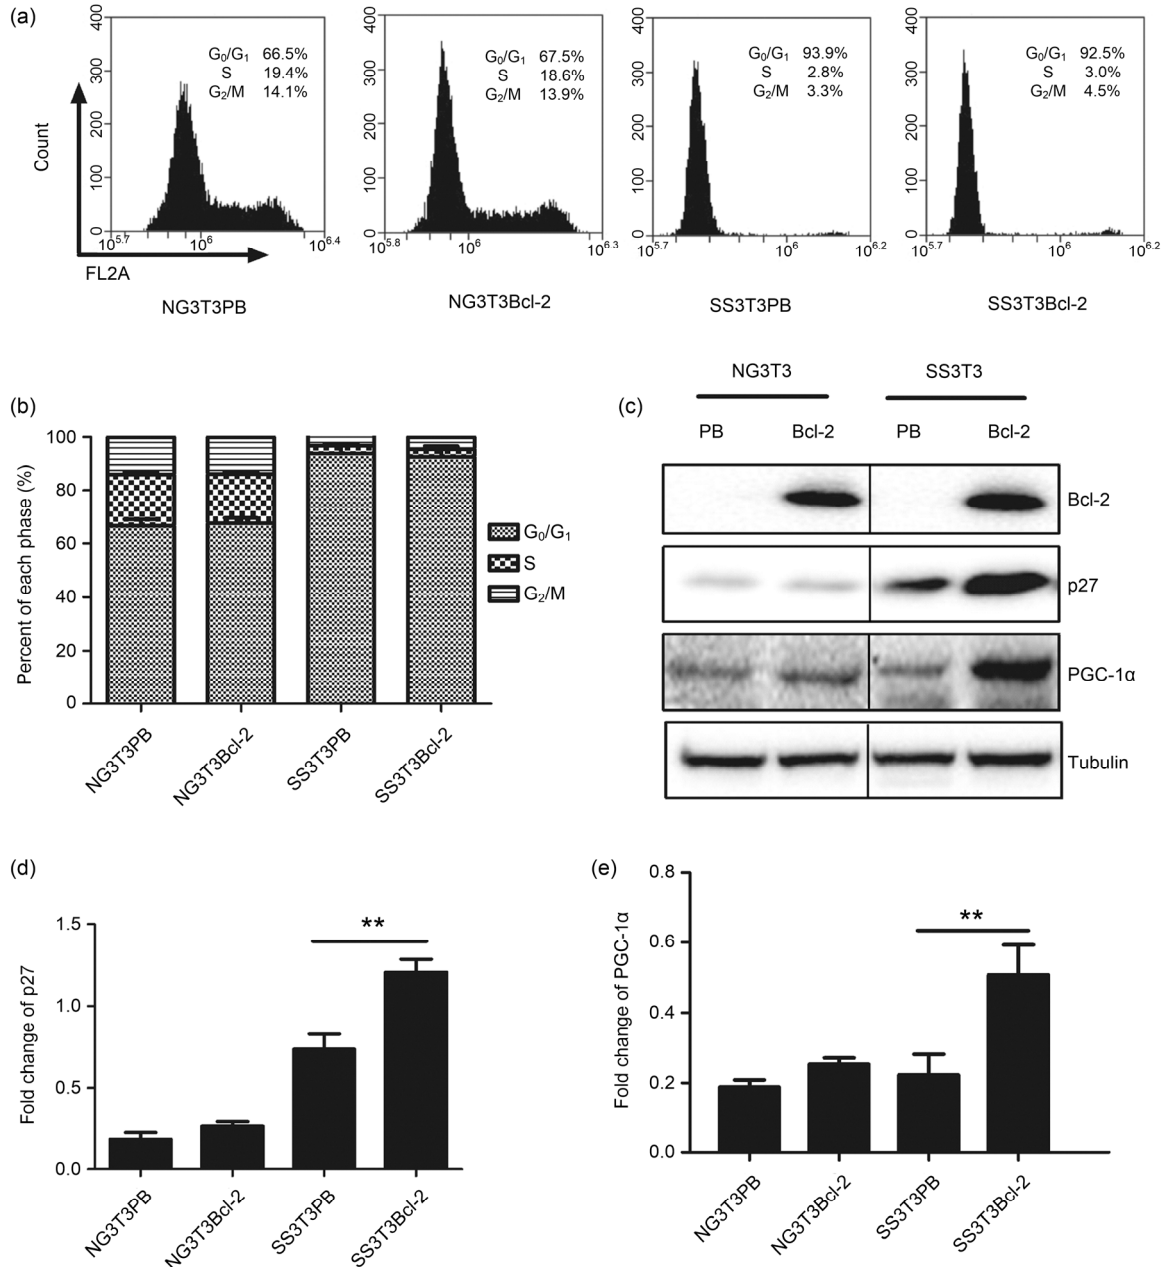 (a)
400
300
200
100
0
Count
FL2A
10^5.7
10^6
10^6.4
G₀/G₁ 66.5%
S 19.4%
G₂/M 14.1%
NG3T3PB
400
300
200
100
0
10^5.8
10^6
10^6.3
G₀/G₁ 67.5%
S 18.6%
G₂/M 13.9%
NG3T3Bcl-2
400
300
200
100
0
10^5.7
10^6
10^6.2
G₀/G₁ 93.9%
S 2.8%
G₂/M 3.3%
SS3T3PB
400
300
200
100
0
10^5.7
10^6
10^6.2
G₀/G₁ 92.5%
S 3.0%
G₂/M 4.5%
SS3T3Bcl-2
(b)
Percent of each phase (%)
100
80
60
40
20
0
NG3T3PB
NG3T3Bcl-2
SS3T3PB
SS3T3Bcl-2
G₀/G₁
S
G₂/M
(c)
NG3T3 SS3T3
PB Bcl-2 PB Bcl-2
Bcl-2
p27
PGC-1α
Tubulin
(d)
Fold change of p27
1.5
1.0
0.5
0.0
**
NG3T3PB
NG3T3Bcl-2
SS3T3PB
SS3T3Bcl-2
(e)
Fold change of PGC-1α
0.8
0.6
0.4
0.2
0.0
**
NG3T3PB
NG3T3Bcl-2
SS3T3PB
SS3T3Bcl-2